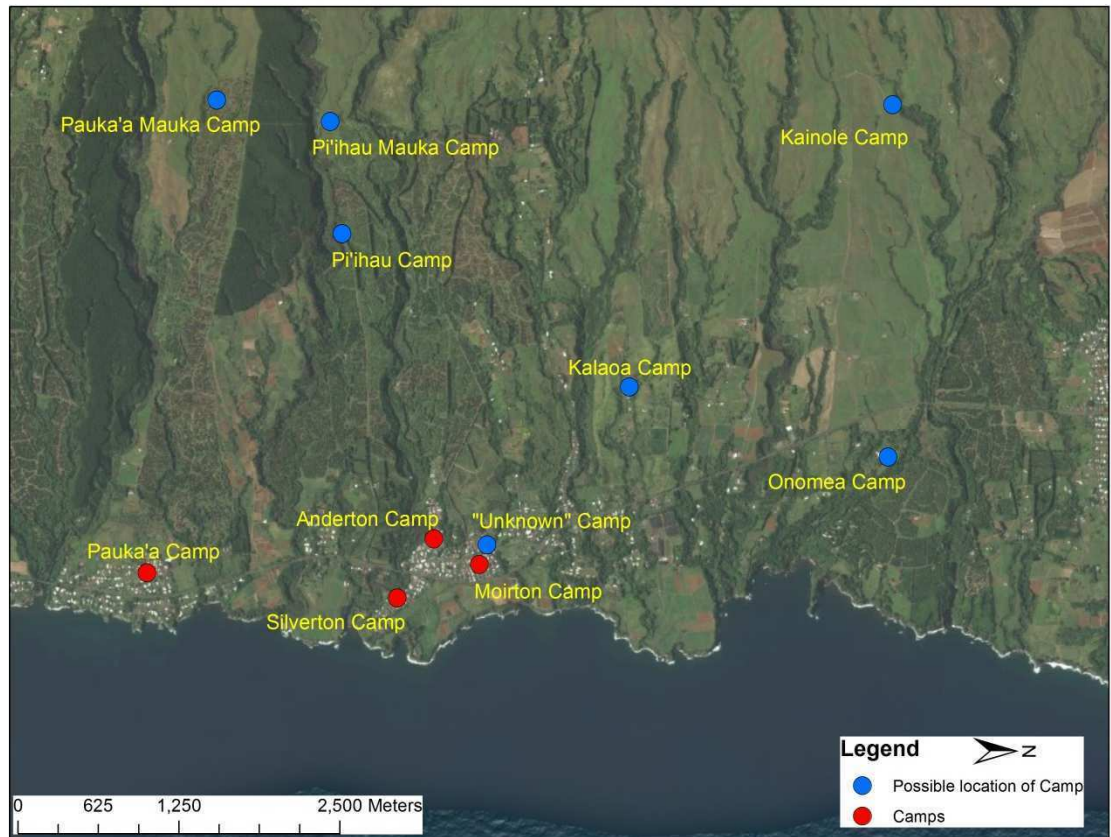 Pauka'a Mauka Camp
Pi'ihau Mauka Camp
Kainole Camp
Pi'ihau Camp
Kalaoa Camp
Onomea Camp
Anderton Camp
"Unknown" Camp
Pauka'a Camp
Moirton Camp
Silverton Camp
Legend
N
Possible location of Camp
Camps
0 625 1,250 2,500 Meters